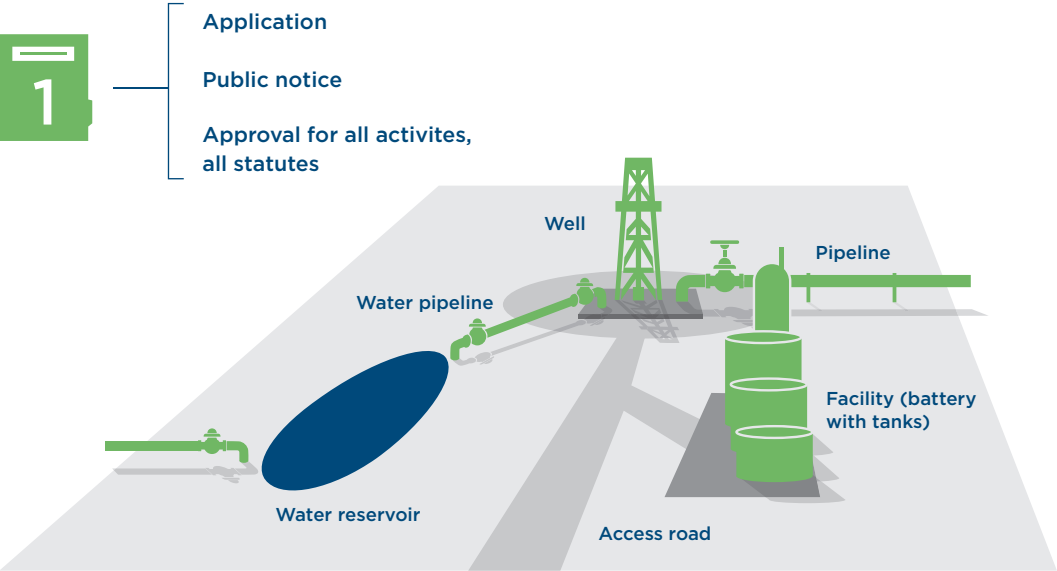 Application
1
Public notice
Approval for all activites,
all statutes
Well
Pipeline
Water pipeline
Facility (battery
with tanks)
Water reservoir
Access road